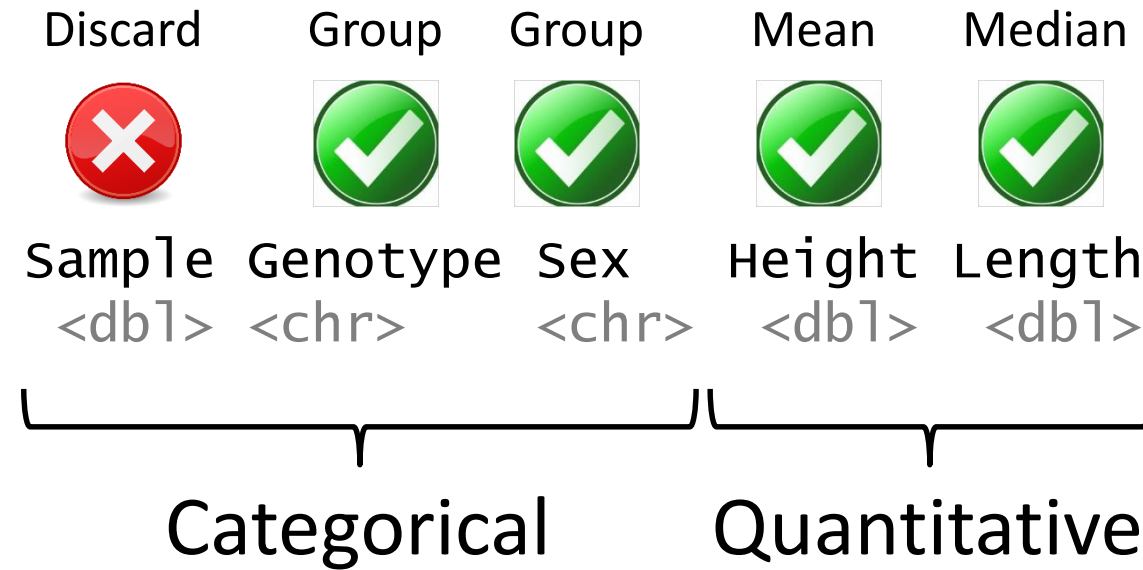 Discard Group Group Mean Median
Sample Genotype Sex Height Length
<dbl> <chr> <chr> <dbl> <dbl>
Categorical Quantitative